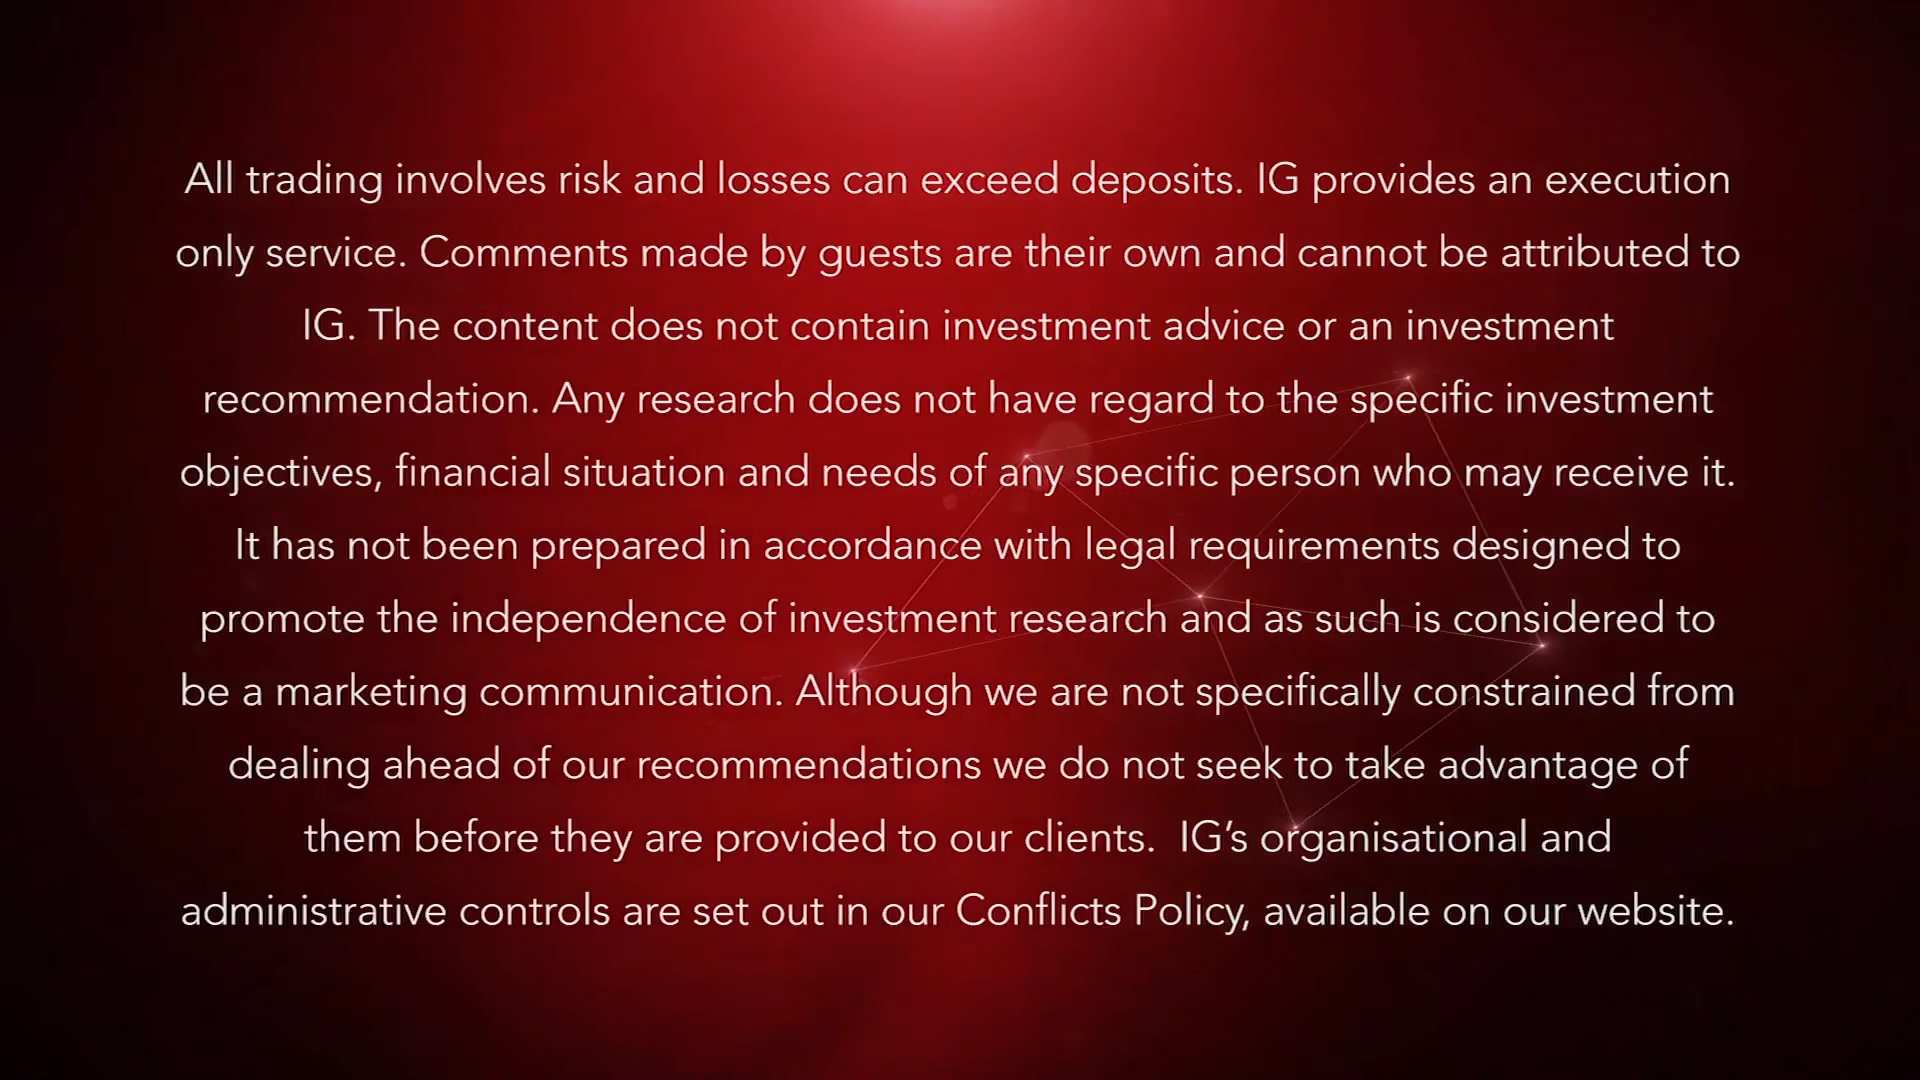 All trading involves risk and losses can exceed deposits. IG provides an execution
only service. Comments made by guests are their own and cannot be attributed to
IG. The content does not contain investment advice or an investment
recommendation. Any research does not have regard to the specific investment
objectives, financial situation and needs of any specific person who may receive it.
It has not been prepared in accordance with legal requirements designed to
promote the independence of investment research and as such is considered to
be a marketing communication. Although we are not specifically constrained from
dealing ahead of our recommendations we do not seek to take advantage of
them before they are provided to our clients.  IG’s organisational and
administrative controls are set out in our Conflicts Policy, available on our website.